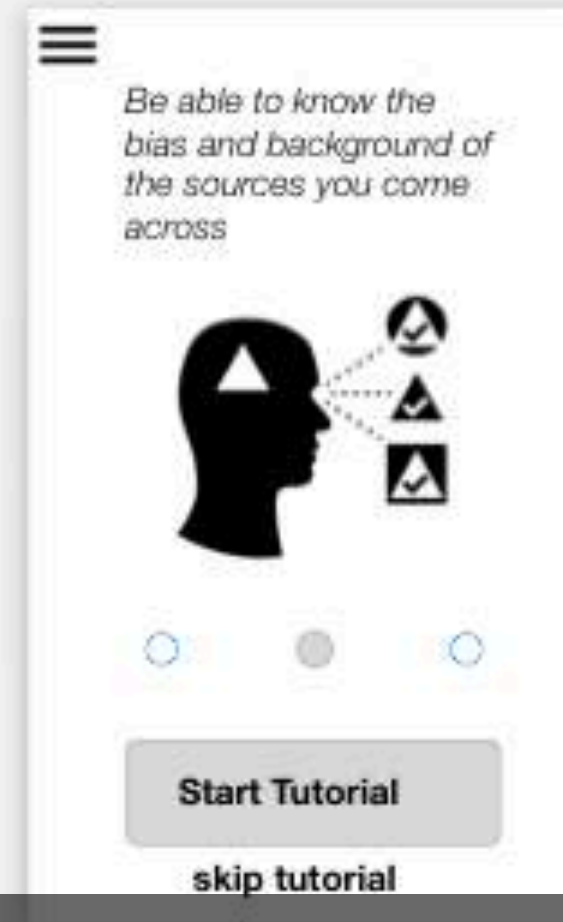 Be able to know the
bias and background of
the sources you come
across
Start Tutorial
skip tutorial